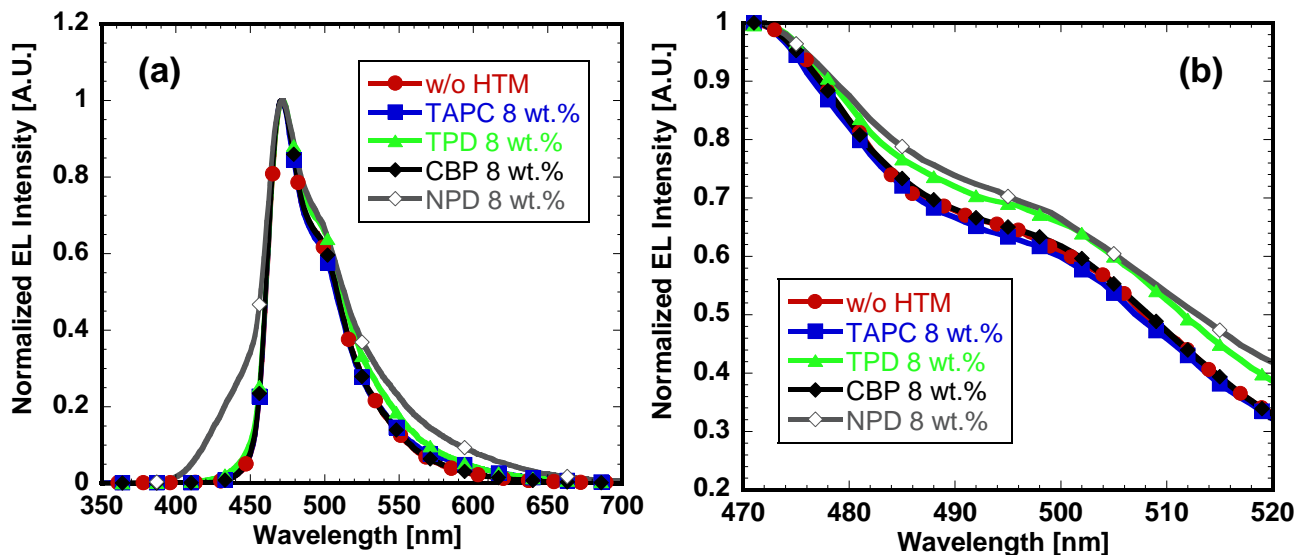 (a)
Normalized EL Intensity [A.U.]
1.2
1
0.8
0.6
0.4
0.2
0
w/o HTM
TAPC 8 wt.%
TPD 8 wt.%
CBP 8 wt.%
NPD 8 wt.%
350 400 450 500 550 600 650 700
Wavelength [nm]
(b)
Normalized EL Intensity [A.U.]
1
0.9
0.8
0.7
0.6
0.5
0.4
0.3
0.2
w/o HTM
TAPC 8 wt.%
TPD 8 wt.%
CBP 8 wt.%
NPD 8 wt.%
470 480 490 500 510 520
Wavelength [nm]